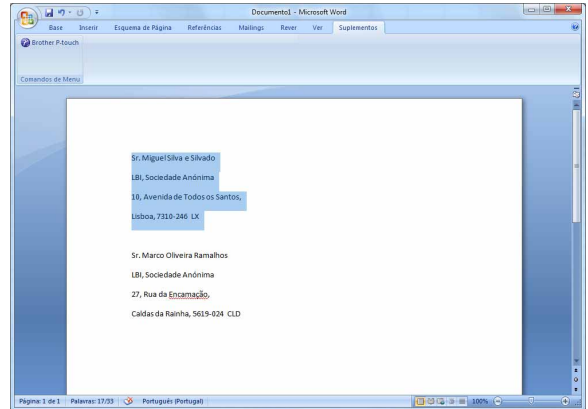 Documento1 - Microsoft Word
Base Inserir Esquema de Página Referências Mailings Rever Ver Suplementos
Brother P-touch
Comandos de Menu
Sr. Miguel Silva e Silvado
LBI, Sociedade Anónima
10, Avenida de Todos os Santos,
Lisboa, 7310-246 LX
Sr. Marco Oliveira Ramalhos
LBI, Sociedade Anónima
27, Rua da Encamação,
Caldas da Rainha, 5619-024 CLD
Página: 1 de 1 Palavras: 17/33 Português (Portugal) 100%